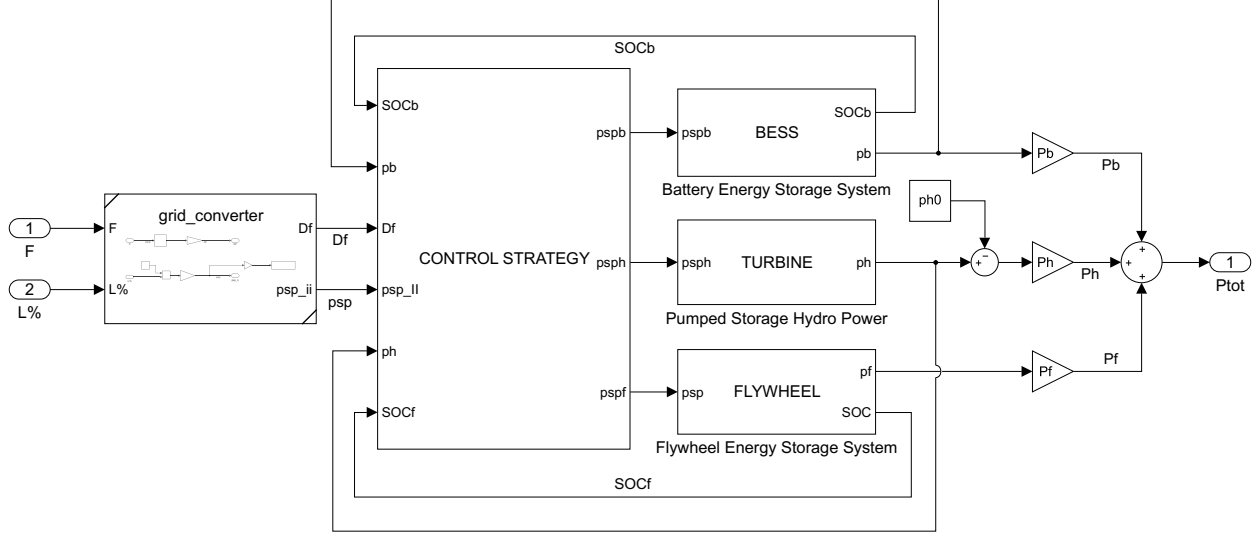 SOCb
SOCb
pb
Df
CONTROL STRATEGY
psp_II
ph
SOCf
pspb
psph
pspf
1
F
2
L%
grid_converter
F
L%
Df
psp_ii
Df
psp
pspb
BESS
SOCb
pb
Battery Energy Storage System
psph
TURBINE
ph
Pumped Storage Hydro Power
psp
FLYWHEEL
pf
SOC
Flywheel Energy Storage System
SOCf
ph0
+
−
Pb
Pb
Ph
Ph
Pf
Pf
+
+
+
1
Ptot